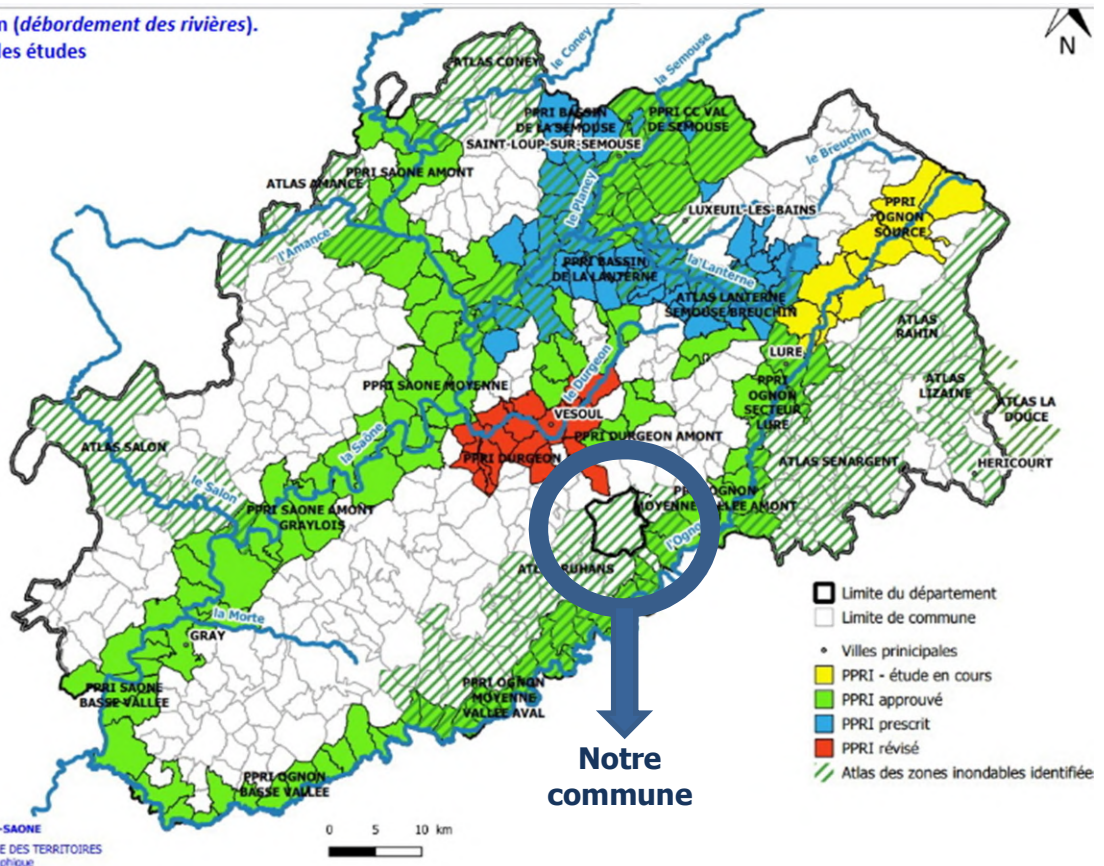 n (débordement des rivières).
les études
N
ATLAS CONEY
le Coney
la Semouse
PPRI BASSIN
DE LA SEMOUSE
PPRI CC VAL
DE SEMOUSE
SAINT-LOUP-SUR-SEMOUSE
le Breuchin
ATLAS AMANCE
PPRI SAONE AMONT
le Planey
LUXEUIL-LES-BAINS
PPRI
OGNON
SOURCE
l'Amance
PPRI BASSIN
DE LA LANTERNE
la Lanterne
ATLAS LANTERNE
SEMOUSE BREUCHIN
ATLAS
RAHIN
LURE
le Durgeon
PPRI SAONE MOYENNE
PPRI
OGNON
SECTEUR
LURE
ATLAS
LIZAINE
ATLAS LA
DOUCE
VESOUL
PPRI DURGEON AMONT
la Saône
ATLAS SALON
PPRI DURGEON
ATLAS SENARGENT
HERICOURT
le Salon
PPRI OGNON
MOYENNE VALLEE AMONT
PPRI SAONE AMONT
GRAYLOIS
l'Ogno
ATLAS RUHANS
la Morte
GRAY
PPRI SAONE
BASSE VALLEE
PPRI OGNON
MOYENNE
VALLEE AVAL
PPRI OGNON
BASSE VALLEE
Limite du département
Limite de commune
Villes prinicipales
PPRI - étude en cours
PPRI approuvé
PPRI prescrit
PPRI révisé
Atlas des zones inondables identifiée
Notre
commune
-SAONE
E DES TERRITOIRES
aphique
0 5 10 km